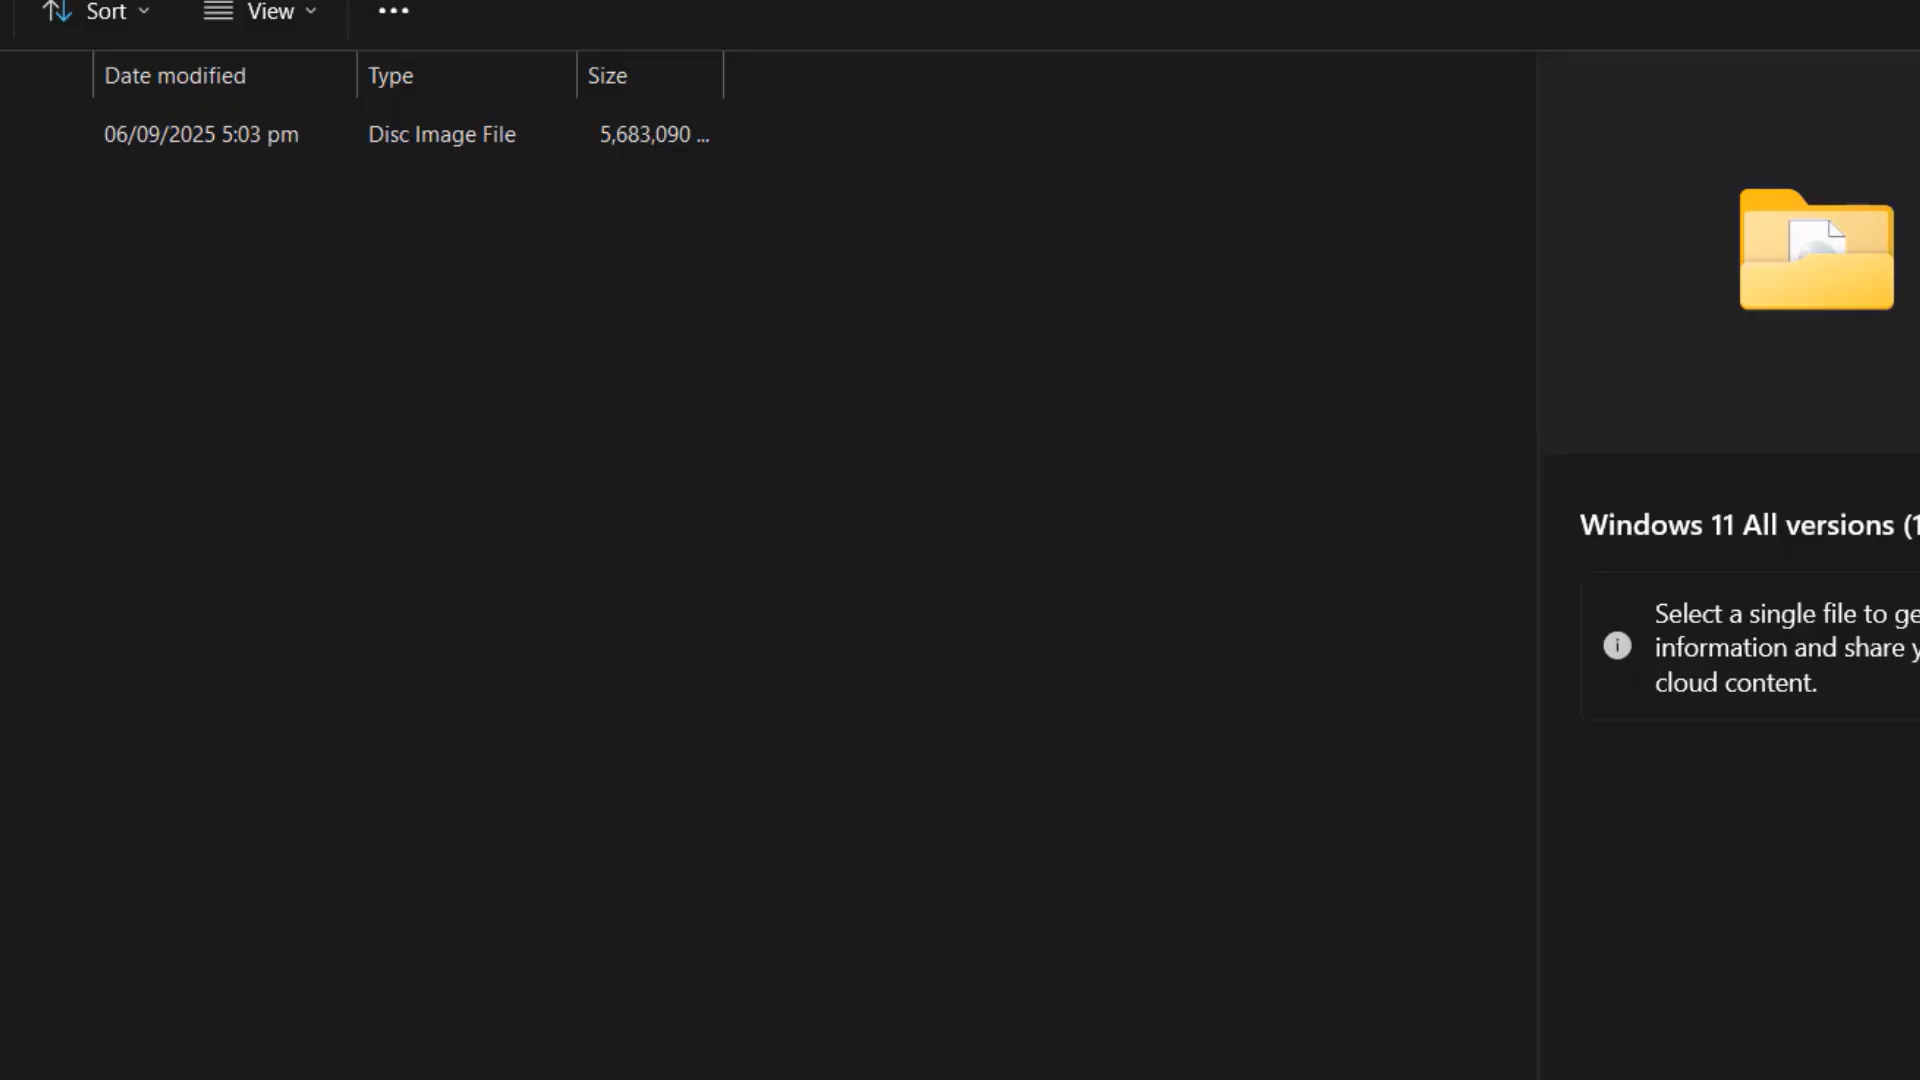 Sort View •••
Date modified Type Size
06/09/2025 5:03 pm Disc Image File 5,683,090 ...
Windows 11 All versions (1
Select a single file to ge
information and share y
cloud content.